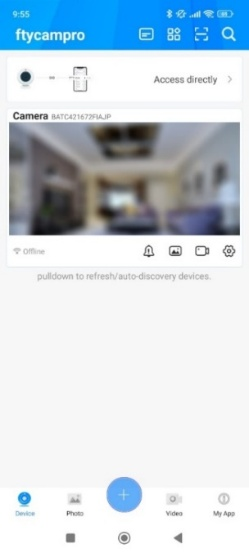 9:55
ftycampro
Access directly
Camera BATC421672FIAJP
Offline
pulldown to refresh/auto-discovery devices.
Device
Photo
Video
My App